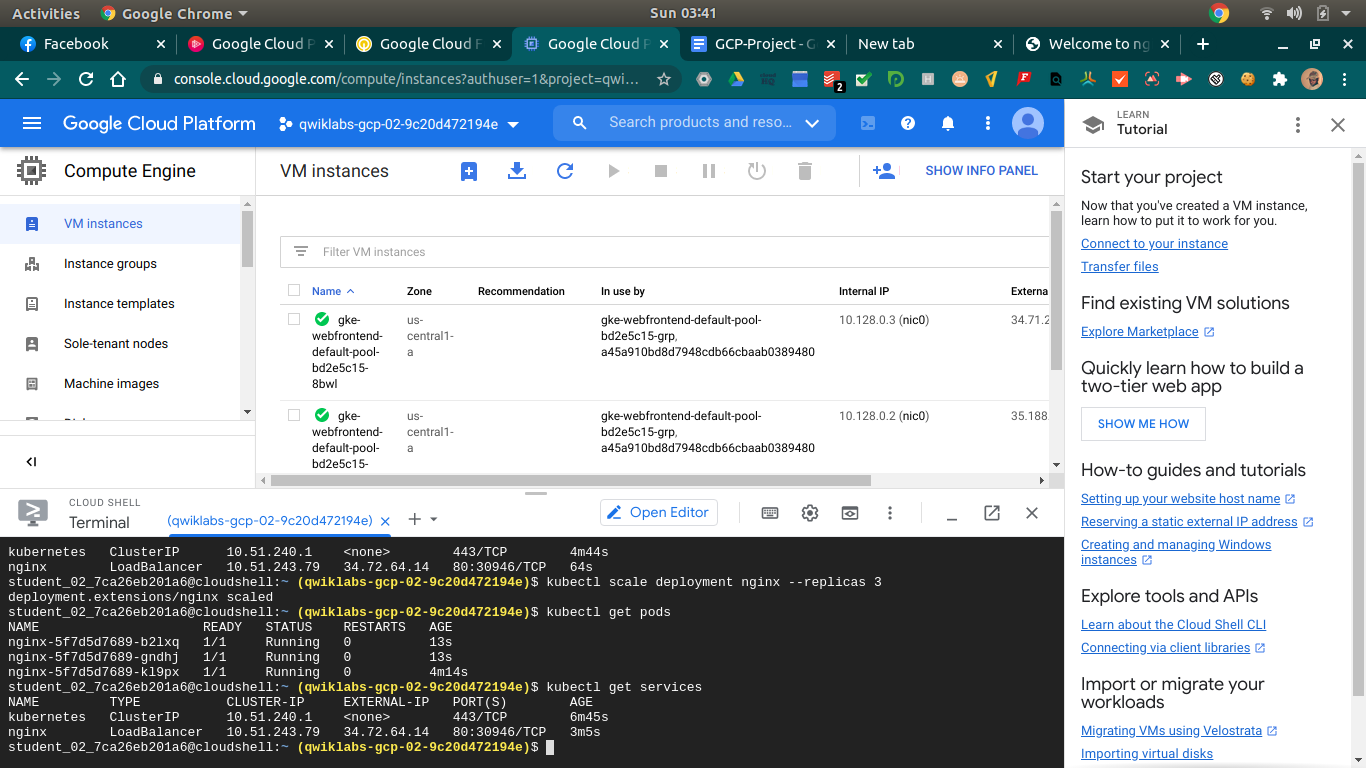 Activities Google Chrome Sun 03:41
Facebook Google Cloud P Google Cloud F Google Cloud P GCP-Project - G New tab Welcome to ng
console.cloud.google.com/compute/instances?authuser=1&project=qwi… 2
Google Cloud Platform qwiklabs-gcp-02-9c20d472194e Search products and reso…
LEARN
Tutorial
Compute Engine
VM instances
Instance groups
Instance templates
Sole-tenant nodes
Machine images
VM instances SHOW INFO PANEL
Filter VM instances
Name Zone Recommendation In use by Internal IP Externa
gke- us- gke-webfrontend-default-pool- 10.128.0.3 (nic0) 34.71.2
webfrontend- central1- bd2e5c15-grp,
default-pool- a a45a910bd8d7948cdb66cbaab0389480
bd2e5c15-
8bwl
gke- us- gke-webfrontend-default-pool- 10.128.0.2 (nic0) 35.188
webfrontend- central1- bd2e5c15-grp,
default-pool- a a45a910bd8d7948cdb66cbaab0389480
bd2e5c15-
CLOUD SHELL
Terminal (qwiklabs-gcp-02-9c20d472194e) Open Editor
kubernetes ClusterIP 10.51.240.1 <none> 443/TCP 4m44s
nginx LoadBalancer 10.51.243.79 34.72.64.14 80:30946/TCP 64s
student_02_7ca26eb201a6@cloudshell:~ (qwiklabs-gcp-02-9c20d472194e)$ kubectl scale deployment nginx --replicas 3
deployment.extensions/nginx scaled
student_02_7ca26eb201a6@cloudshell:~ (qwiklabs-gcp-02-9c20d472194e)$ kubectl get pods
NAME READY STATUS RESTARTS AGE
nginx-5f7d5d7689-b2lxq 1/1 Running 0 13s
nginx-5f7d5d7689-gndhj 1/1 Running 0 13s
nginx-5f7d5d7689-kl9px 1/1 Running 0 4m14s
student_02_7ca26eb201a6@cloudshell:~ (qwiklabs-gcp-02-9c20d472194e)$ kubectl get services
NAME TYPE CLUSTER-IP EXTERNAL-IP PORT(S) AGE
kubernetes ClusterIP 10.51.240.1 <none> 443/TCP 6m45s
nginx LoadBalancer 10.51.243.79 34.72.64.14 80:30946/TCP 3m5s
student_02_7ca26eb201a6@cloudshell:~ (qwiklabs-gcp-02-9c20d472194e)$
Start your project
Now that you've created a VM instance,
learn how to put it to work for you.
Connect to your instance
Transfer files
Find existing VM solutions
Explore Marketplace
Quickly learn how to build a
two-tier web app
SHOW ME HOW
How-to guides and tutorials
Setting up your website host name
Reserving a static external IP address
Creating and managing Windows
instances
Explore tools and APIs
Learn about the Cloud Shell CLI
Connecting via client libraries
Import or migrate your
workloads
Migrating VMs using Velostrata
Importing virtual disks